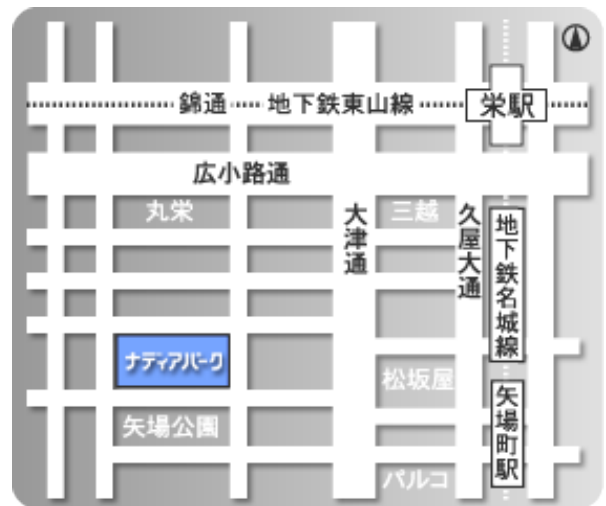 錦通
地下鉄東山線
栄駅
広小路通
丸栄
大津通
三越
久屋大通
地下鉄名城線
ナディアパーク
松坂屋
矢場公園
矢場町駅
パルコ